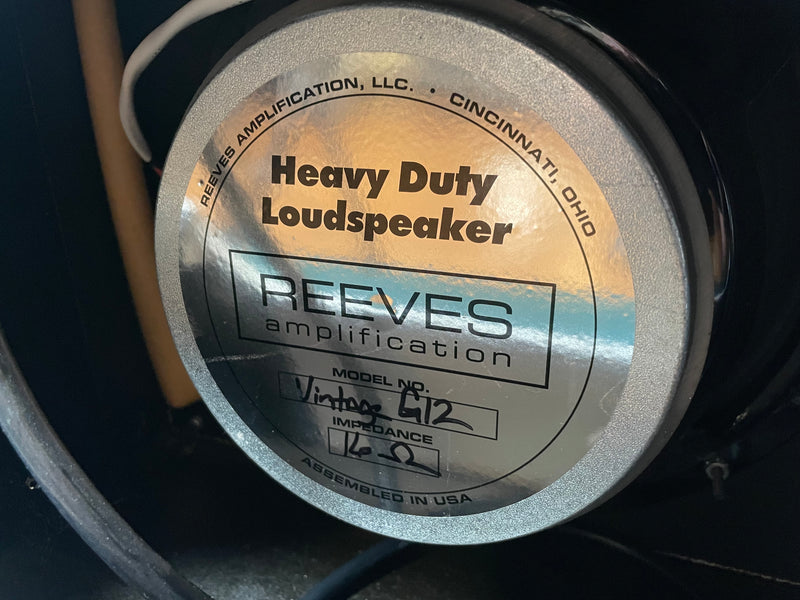 REEVES AMPLIFICATION, LLC. • CINCINNATI, OHIO
Heavy Duty
Loudspeaker
REEVES
amplification
MODEL NO.
Vintage G12
IMPEDANCE
16 Ω
ASSEMBLED IN USA